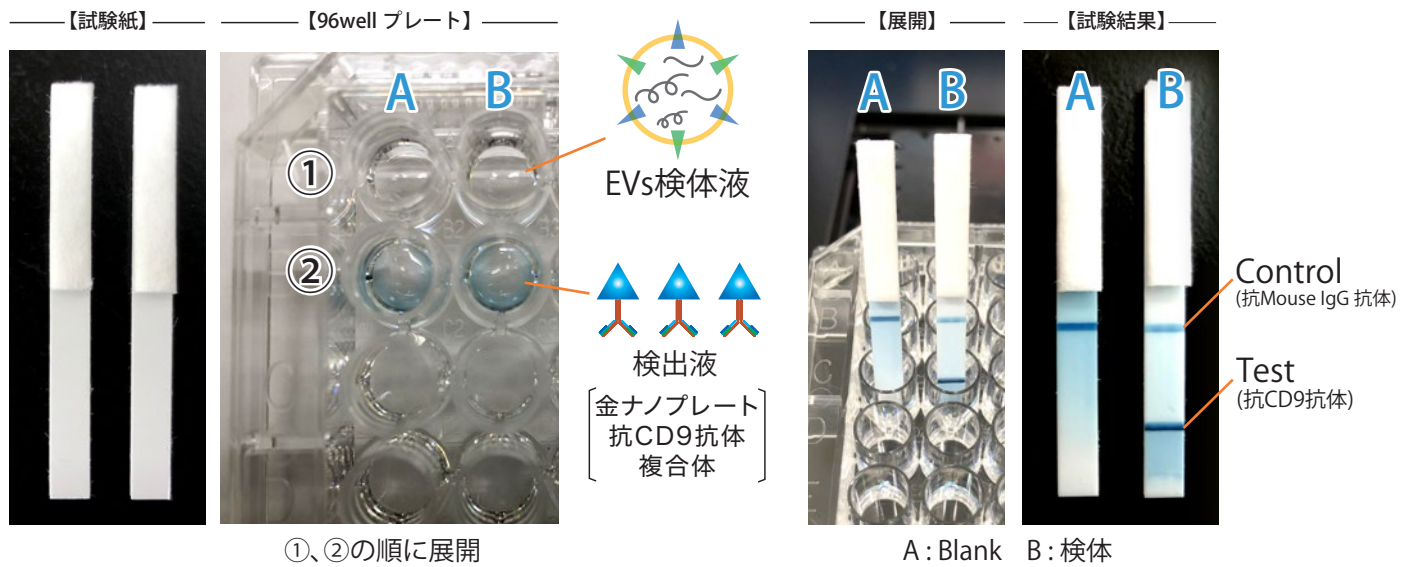 【試験紙】
【96well プレート】
【展開】
【試験結果】
A B
①
②
EVs検体液
検出液
金ナノプレート
抗CD9抗体
複合体
A B
A B
B
C
D
Control
(抗Mouse IgG 抗体)
Test
(抗CD9抗体)
①、②の順に展開
A : Blank B : 検体